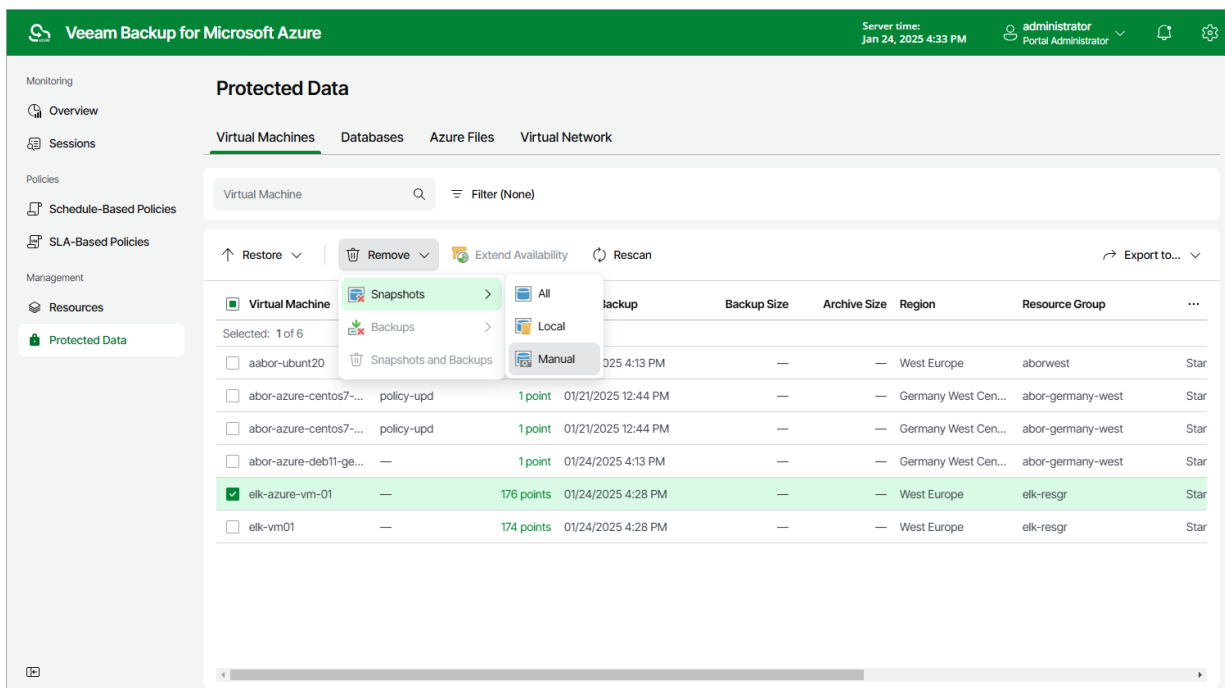 Veeam Backup for Microsoft Azure
Server time:
Jan 24, 2025 4:33 PM
administrator
Portal Administrator
Monitoring
Overview
Sessions
Policies
Schedule-Based Policies
SLA-Based Policies
Management
Resources
Protected Data
Protected Data
Virtual Machines Databases Azure Files Virtual Network
Virtual Machine Filter (None)
Restore Remove Extend Availability Rescan Export to...
Snapshots
Backups
Snapshots and Backups
All
Local
Manual
Virtual Machine Backup Backup Size Archive Size Region Resource Group ...
Selected: 1 of 6
aabor-ubunt20 025 4:13 PM — — West Europe aborwest Star
abor-azure-centos7-... policy-upd 1 point 01/21/2025 12:44 PM — — Germany West Cen... abor-germany-west Star
abor-azure-centos7-... policy-upd 1 point 01/21/2025 12:44 PM — — Germany West Cen... abor-germany-west Star
abor-azure-deb11-ge... — 1 point 01/24/2025 4:13 PM — — Germany West Cen... abor-germany-west Star
elk-azure-vm-01 — 176 points 01/24/2025 4:28 PM — — West Europe elk-resgr Star
elk-vm01 — 174 points 01/24/2025 4:28 PM — — West Europe elk-resgr Star